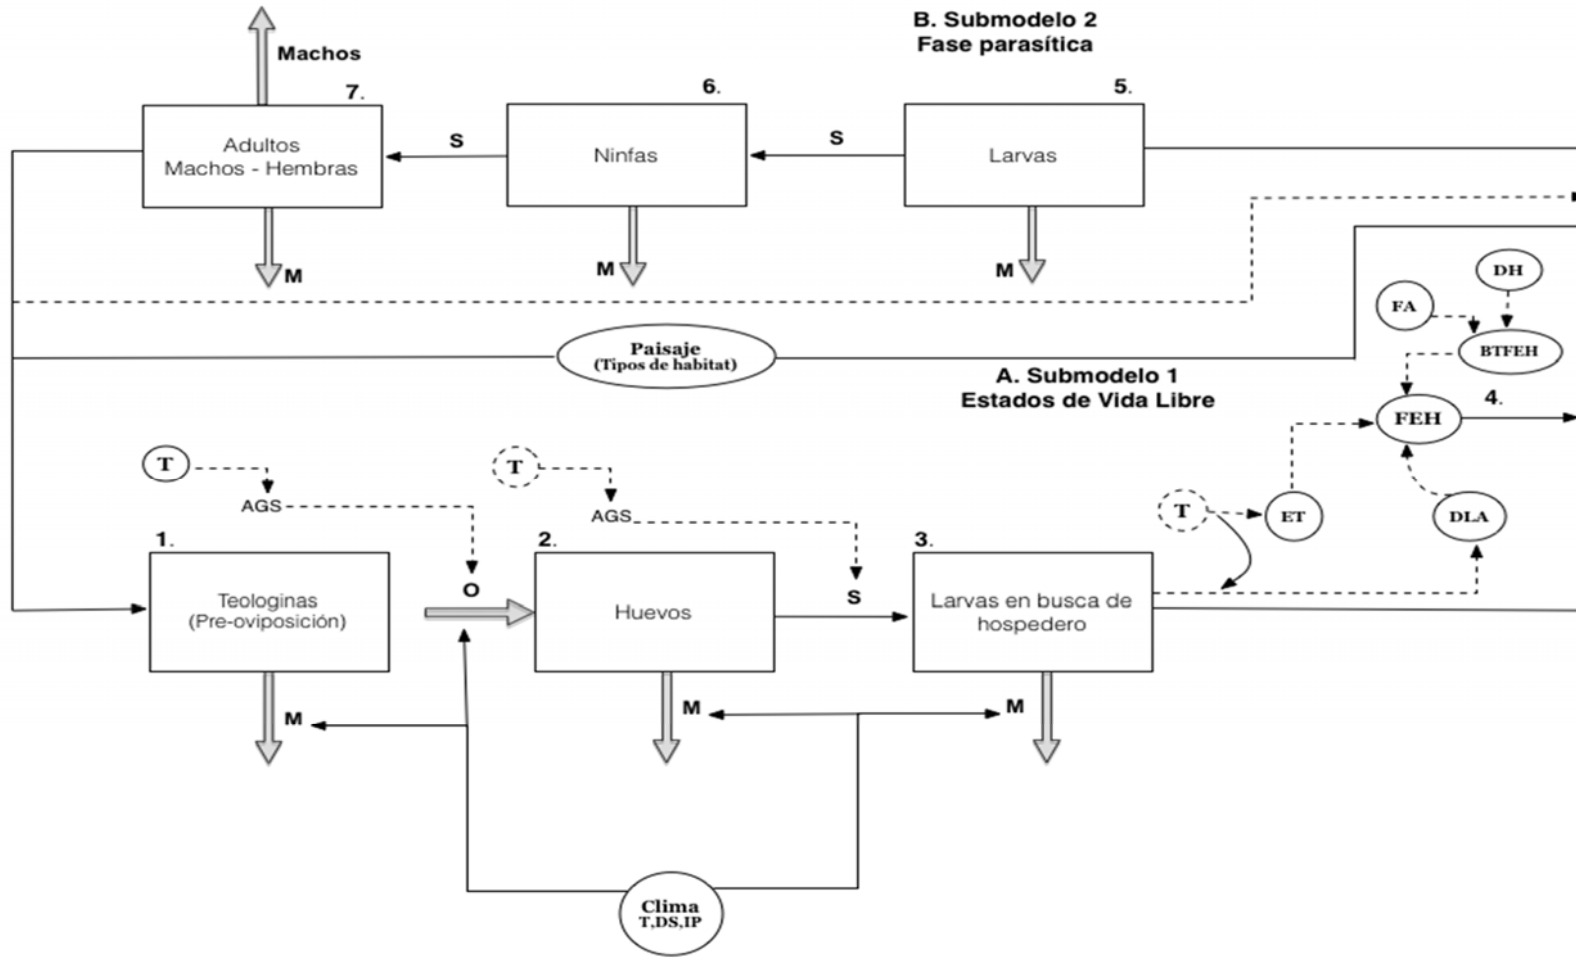 B. Submodelo 2
Fase parasítica
Machos
7.
6.
5.
Adultos
Machos - Hembras
S
Ninfas
S
Larvas
M
M
M
DH
FA
BTFEH
Paisaje
(Tipos de habitat)
A. Submodelo 1
Estados de Vida Libre
FEH
4.
T
AGS
T
AGS
T
ET
DLA
1.
2.
3.
Teologinas
(Pre-oviposición)
O
Huevos
S
Larvas en busca de
hospedero
M
M
M
Clima
T,DS,IP